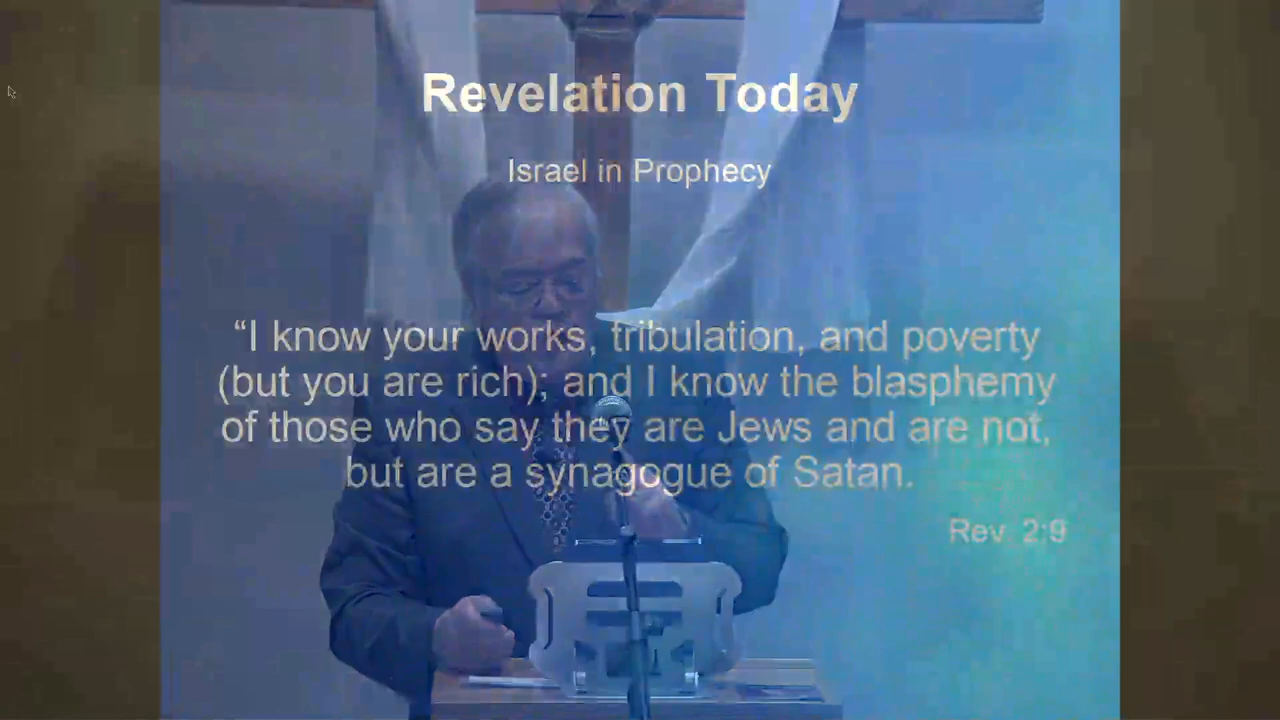 Revelation Today
Israel in Prophecy
“I know your works, tribulation, and poverty
(but you are rich); and I know the blasphemy
of those who say they are Jews and are not,
but are a synagogue of Satan.
Rev. 2:9